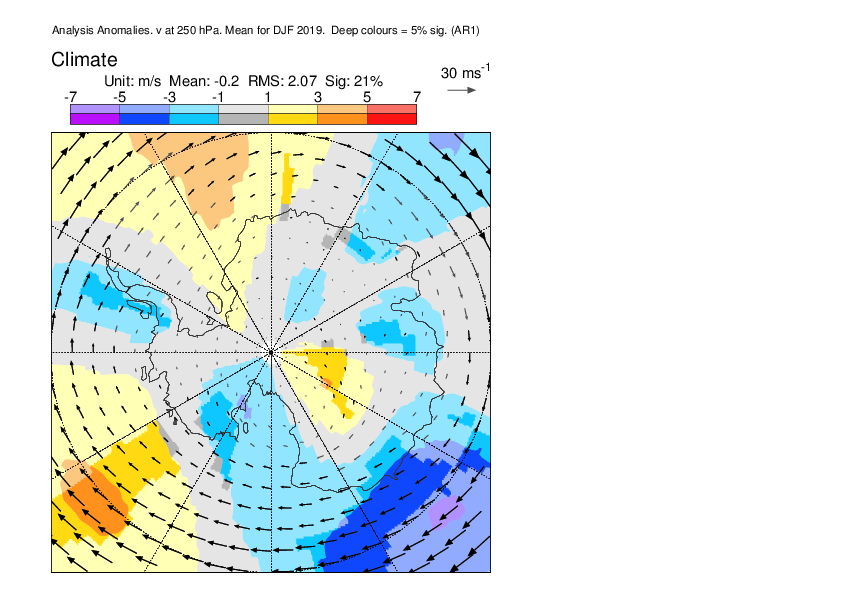 Analysis Anomalies. v at 250 hPa. Mean for DJF 2019. Deep colours = 5% sig. (AR1)
Climate
30 ms-1
Unit: m/s Mean: -0.2 RMS: 2.07 Sig: 21%
-7 -5 -3 -1 1 3 5 7